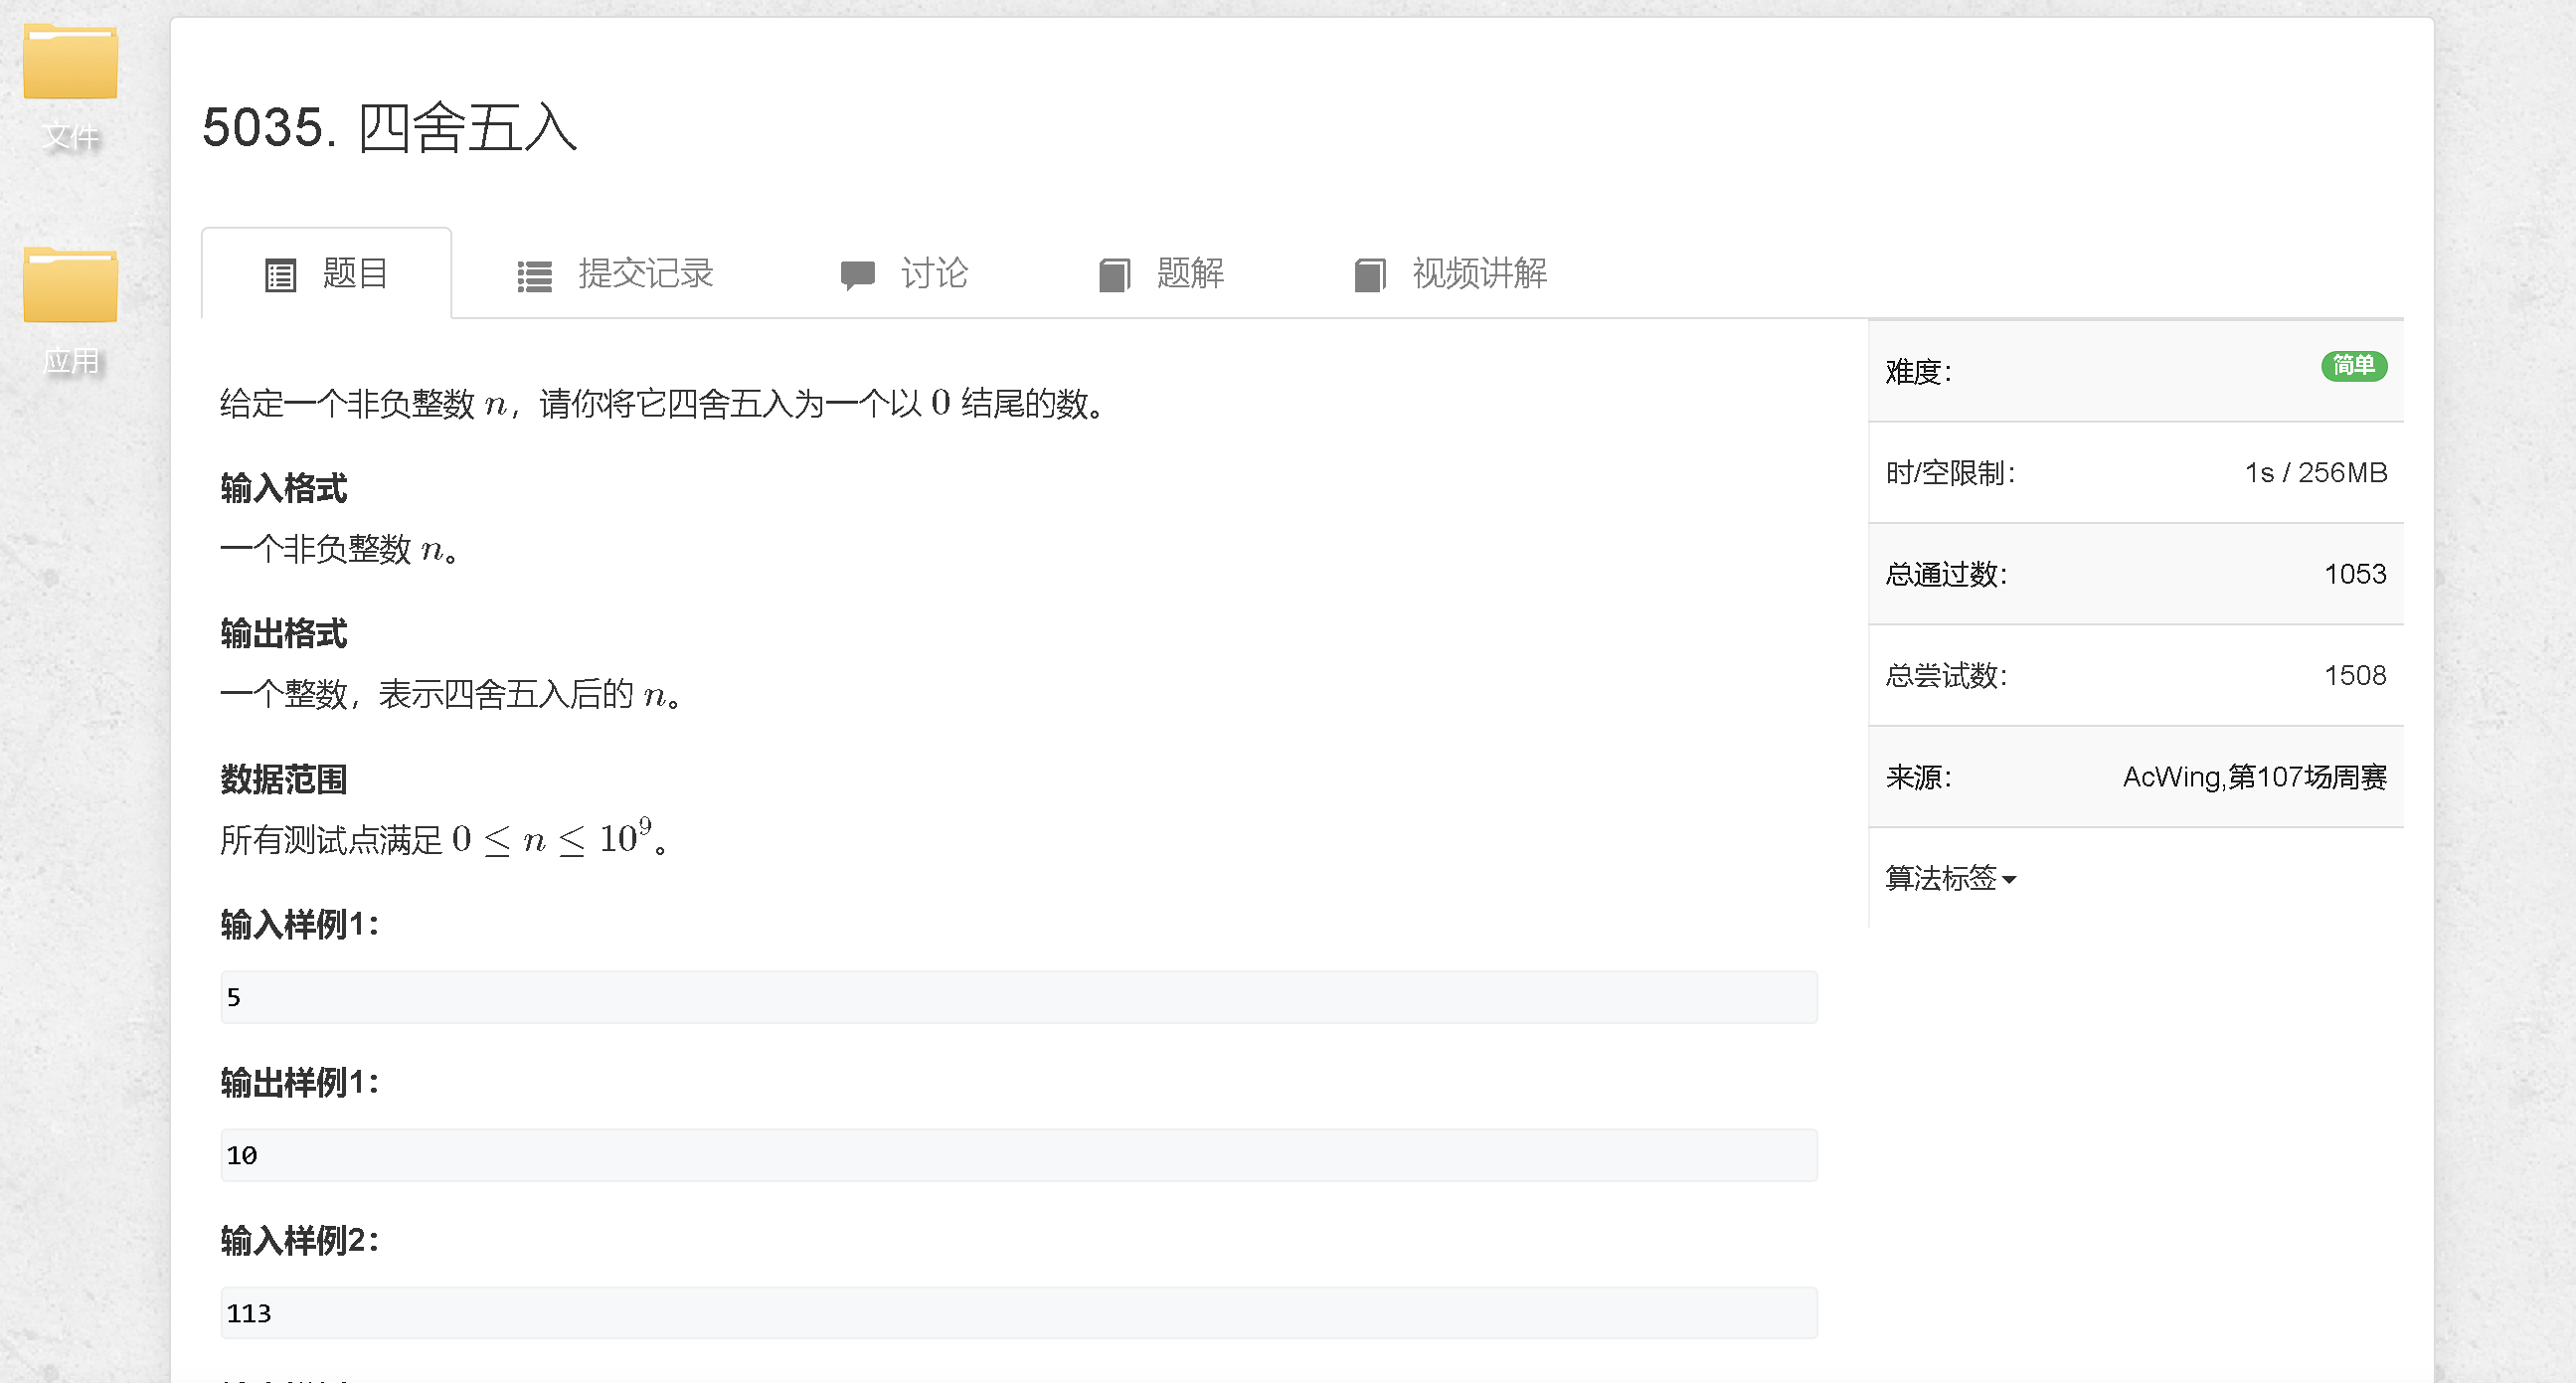 文件
应用
5035. 四舍五入
题目 提交记录 讨论 题解 视频讲解
给定一个非负整数 n，请你将它四舍五入为一个以 0 结尾的数。
输入格式
一个非负整数 n。
输出格式
一个整数，表示四舍五入后的 n。
数据范围
所有测试点满足 0 ≤ n ≤ 10⁹。
输入样例1：
5
输出样例1：
10
输入样例2：
113
难度： 简单
时/空限制： 1s / 256MB
总通过数： 1053
总尝试数： 1508
来源： AcWing,第107场周赛
算法标签